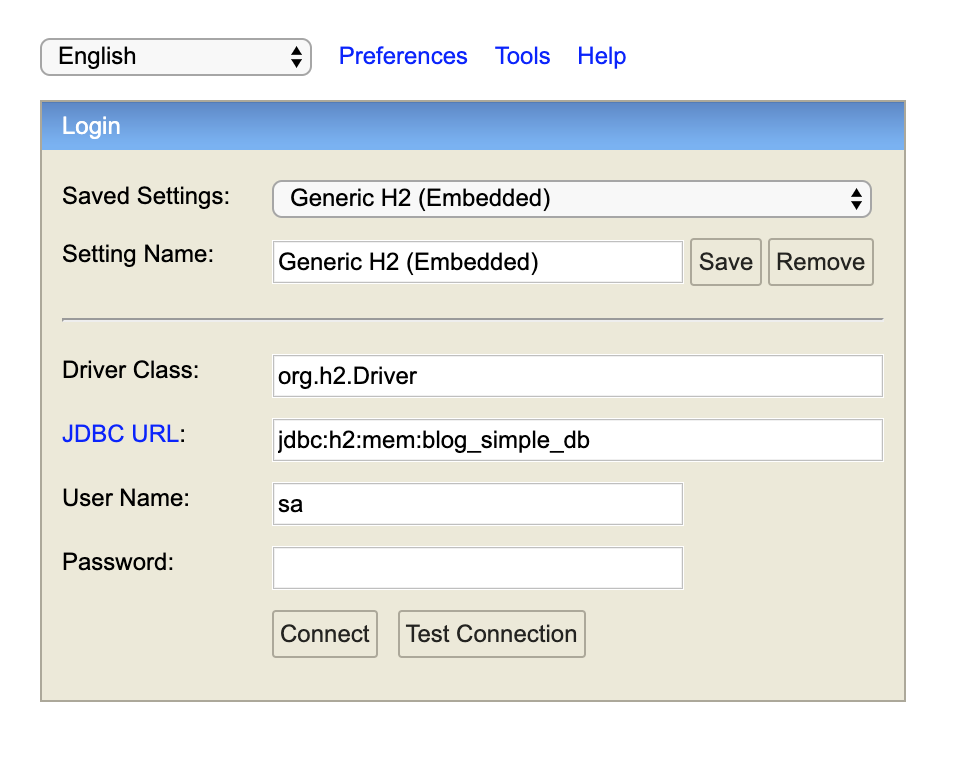 English Preferences Tools Help
Login
Saved Settings: Generic H2 (Embedded)
Setting Name: Generic H2 (Embedded) Save Remove
Driver Class: org.h2.Driver
JDBC URL: jdbc:h2:mem:blog_simple_db
User Name: sa
Password:
Connect Test Connection